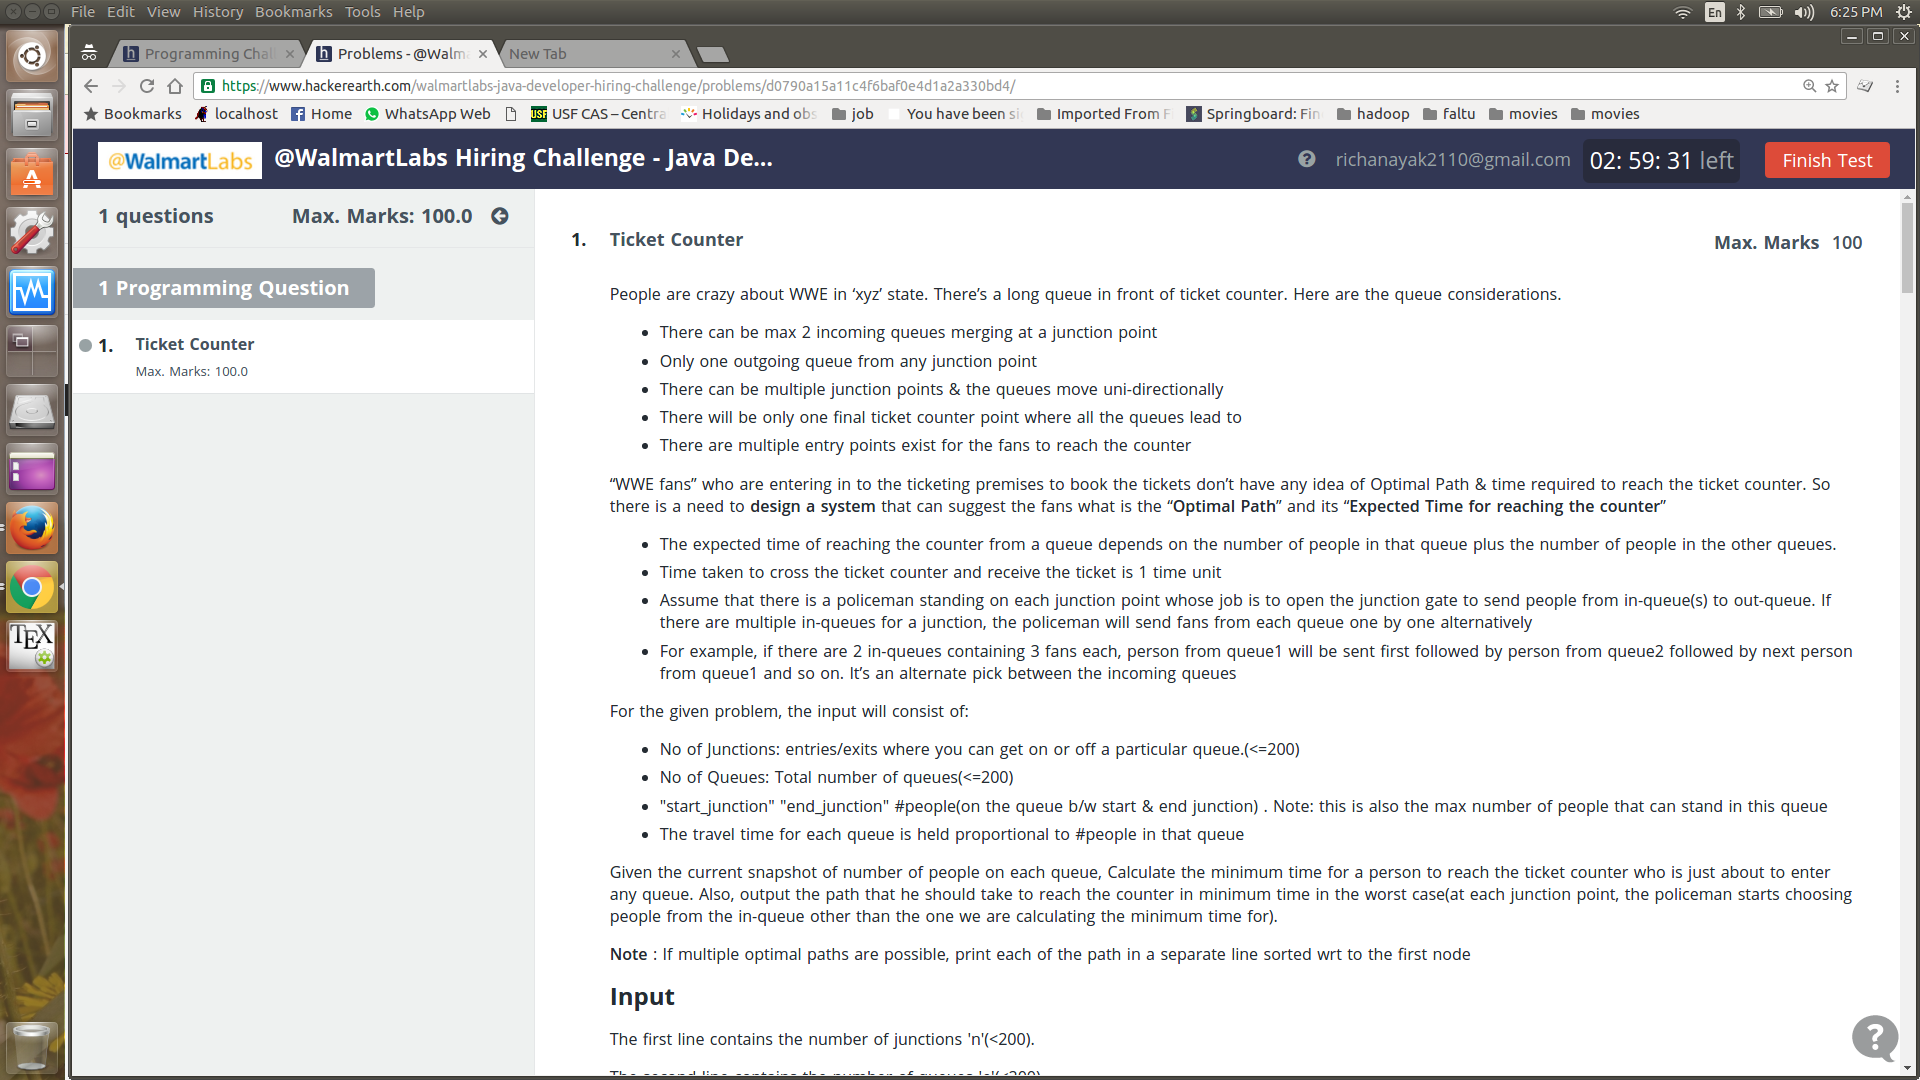 File Edit View History Bookmarks Tools Help
En 6:25 PM
Programming Chal
Problems - @Walma
New Tab
https://www.hackerearth.com/walmartlabs-java-developer-hiring-challenge/problems/d0790a15a11c4f6baf0e4d1a2a330bd4/
Bookmarks localhost Home WhatsApp Web USF CAS – Centra Holidays and obs job You have been si Imported From F Springboard: Fin hadoop faltu movies movies
@WalmartLabs @WalmartLabs Hiring Challenge - Java De...
richanayak2110@gmail.com 02: 59: 31 left Finish Test
1 questions Max. Marks: 100.0
1 Programming Question
1. Ticket Counter
Max. Marks: 100.0
1. Ticket Counter
Max. Marks 100
People are crazy about WWE in ‘xyz’ state. There’s a long queue in front of ticket counter. Here are the queue considerations.
There can be max 2 incoming queues merging at a junction point
Only one outgoing queue from any junction point
There can be multiple junction points & the queues move uni-directionally
There will be only one final ticket counter point where all the queues lead to
There are multiple entry points exist for the fans to reach the counter
“WWE fans” who are entering in to the ticketing premises to book the tickets don’t have any idea of Optimal Path & time required to reach the ticket counter. So
there is a need to design a system that can suggest the fans what is the “Optimal Path” and its “Expected Time for reaching the counter”
The expected time of reaching the counter from a queue depends on the number of people in that queue plus the number of people in the other queues.
Time taken to cross the ticket counter and receive the ticket is 1 time unit
Assume that there is a policeman standing on each junction point whose job is to open the junction gate to send people from in-queue(s) to out-queue. If
there are multiple in-queues for a junction, the policeman will send fans from each queue one by one alternatively
For example, if there are 2 in-queues containing 3 fans each, person from queue1 will be sent first followed by person from queue2 followed by next person
from queue1 and so on. It’s an alternate pick between the incoming queues
For the given problem, the input will consist of:
No of Junctions: entries/exits where you can get on or off a particular queue.(<=200)
No of Queues: Total number of queues(<=200)
"start_junction" "end_junction" #people(on the queue b/w start & end junction) . Note: this is also the max number of people that can stand in this queue
The travel time for each queue is held proportional to #people in that queue
Given the current snapshot of number of people on each queue, Calculate the minimum time for a person to reach the ticket counter who is just about to enter
any queue. Also, output the path that he should take to reach the counter in minimum time in the worst case(at each junction point, the policeman starts choosing
people from the in-queue other than the one we are calculating the minimum time for).
Note : If multiple optimal paths are possible, print each of the path in a separate line sorted wrt to the first node
Input
The first line contains the number of junctions 'n'(<200).